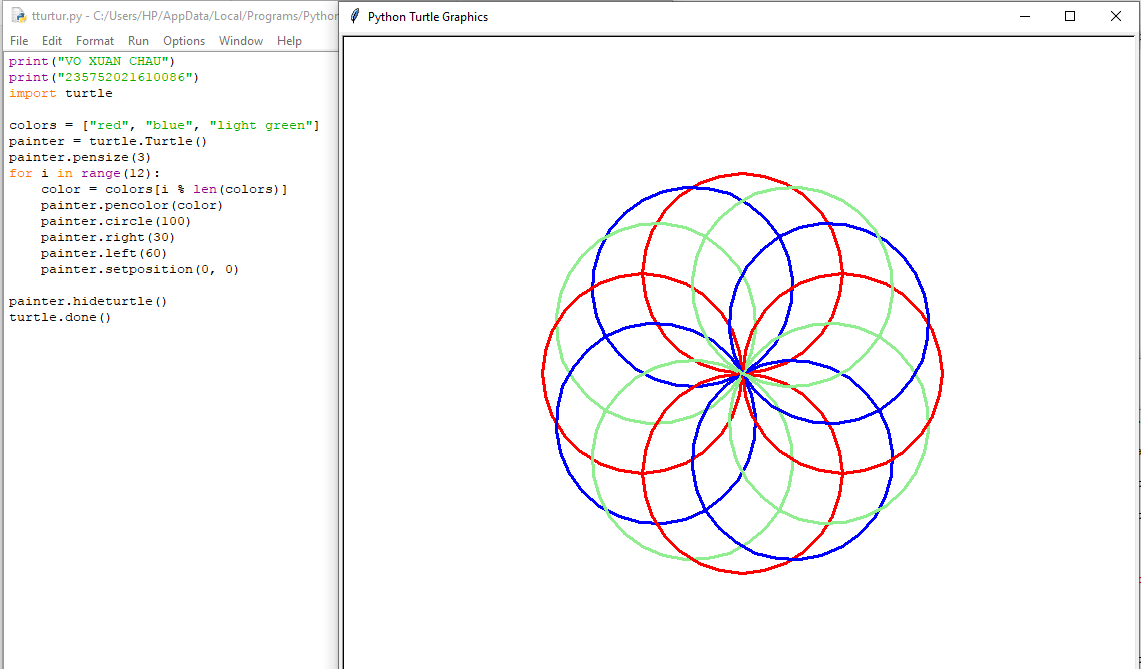 tturtur.py - C:/Users/HP/AppData/Local/Programs/Python
File Edit Format Run Options Window Help
print("VO XUAN CHAU")
print("235752021610086")
import turtle

colors = ["red", "blue", "light green"]
painter = turtle.Turtle()
painter.pensize(3)
for i in range(12):
    color = colors[i % len(colors)]
    painter.pencolor(color)
    painter.circle(100)
    painter.right(30)
    painter.left(60)
    painter.setposition(0, 0)

painter.hideturtle()
turtle.done()
Python Turtle Graphics